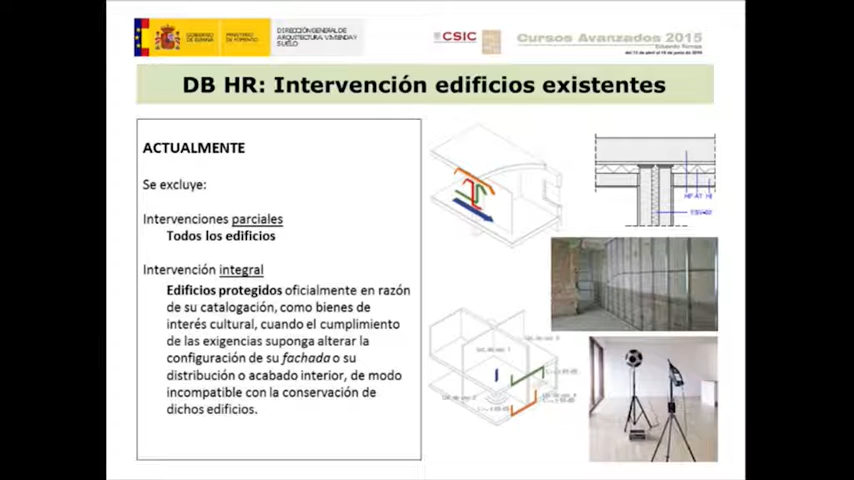 GOBIERNO
DE ESPAÑA
MINISTERIO
DE FOMENTO
DIRECCIÓN GENERAL DE
ARQUITECTURA, VIVIENDA Y
SUELO
CSIC
Cursos Avanzados 2015
Eduardo Torroja
DB HR: Intervención edificios existentes
ACTUALMENTE
Se excluye:
Intervenciones parciales
Todos los edificios
Intervención integral
Edificios protegidos oficialmente en razón
de su catalogación, como bienes de
interés cultural, cuando el cumplimiento
de las exigencias suponga alterar la
configuración de su fachada o su
distribución o acabado interior, de modo
incompatible con la conservación de
dichos edificios.